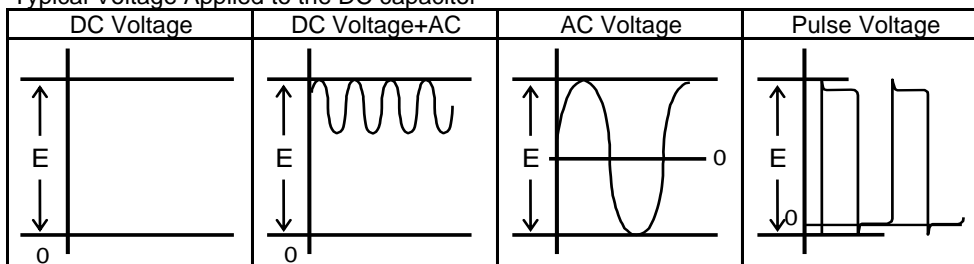 Typical Voltage Applied to the DC capacitor
DC Voltage
DC Voltage+AC
AC Voltage
Pulse Voltage
E
0
E
0
E
0
E
0